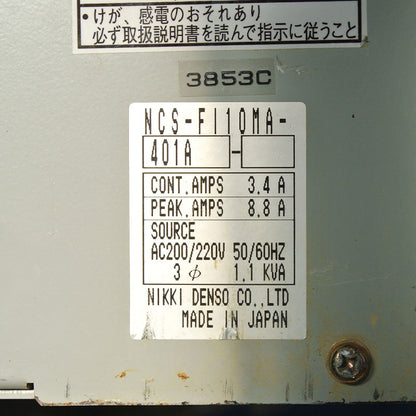 ・けが、感電のおそれあり
必ず取扱説明書を読んで指示に従うこと
3853C
NCS-FI10MA-
401A -
CONT.AMPS 3.4 A
PEAK.AMPS 8.8 A
SOURCE
AC200/220V 50/60HZ
3 φ 1.1 KVA
NIKKI DENSO CO.,LTD
MADE IN JAPAN